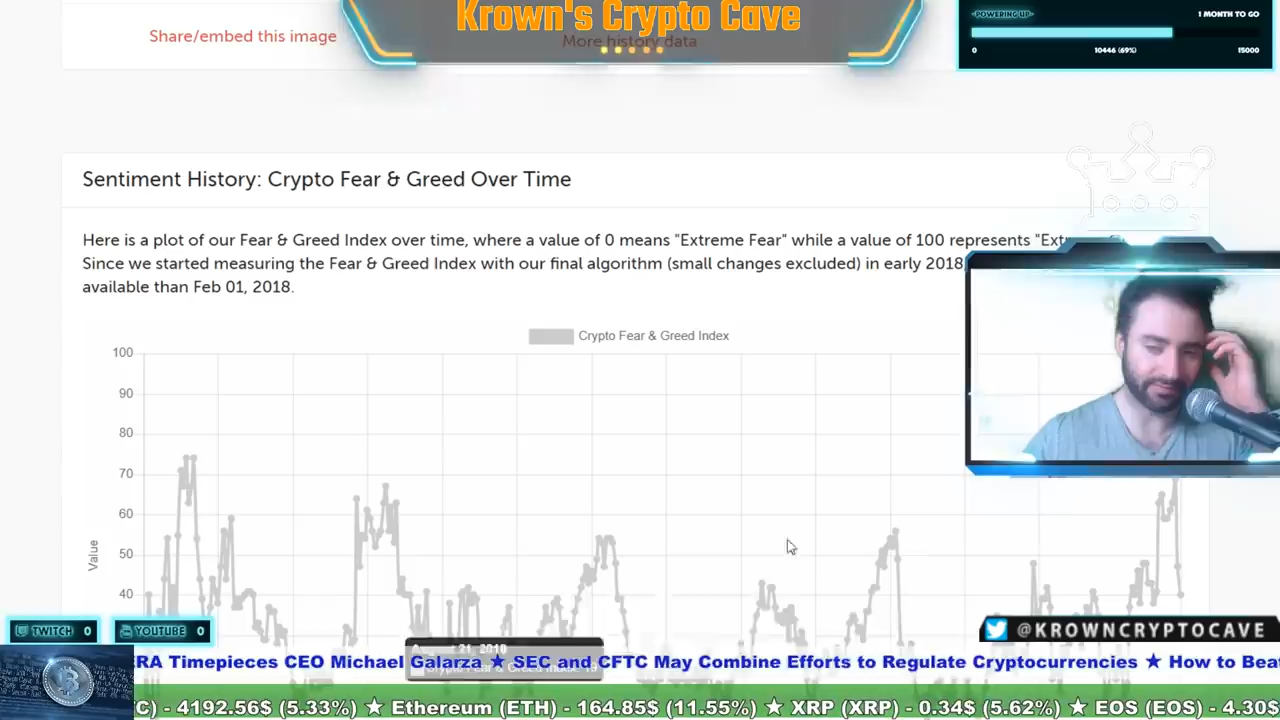 Krown's Crypto Cave
-POWERING UP-
1 MONTH TO GO
0
10446 (69%)
15000
Share/embed this image
More history data
Sentiment History: Crypto Fear & Greed Over Time
Here is a plot of our Fear & Greed Index over time, where a value of 0 means "Extreme Fear" while a value of 100 represents "Ext
Since we started measuring the Fear & Greed Index with our final algorithm (small changes excluded) in early 2018,
available than Feb 01, 2018.
Crypto Fear & Greed Index
100
90
80
70
60
50
40
Value
TWITCH 0
YOUTUBE 0
@KROWNCRYPTOCAVE
ERA Timepieces CEO Michael Galarza ★ SEC and CFTC May Combine Efforts to Regulate Cryptocurrencies ★ How to Bea
C) - 4192.56$ (5.33%) ★ Ethereum (ETH) - 164.85$ (11.55%) ★ XRP (XRP) - 0.34$ (5.62%) ★ EOS (EOS) - 4.30$